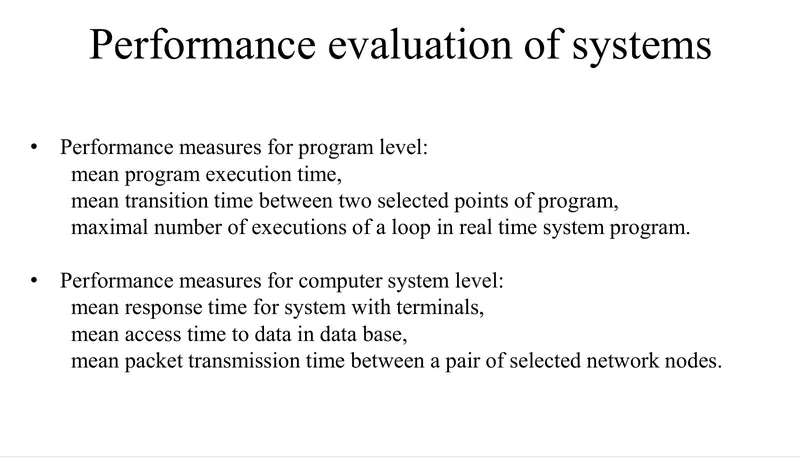 Performance evaluation of systems
• Performance measures for program level:
mean program execution time,
mean transition time between two selected points of program,
maximal number of executions of a loop in real time system program.
• Performance measures for computer system level:
mean response time for system with terminals,
mean access time to data in data base,
mean packet transmission time between a pair of selected network nodes.